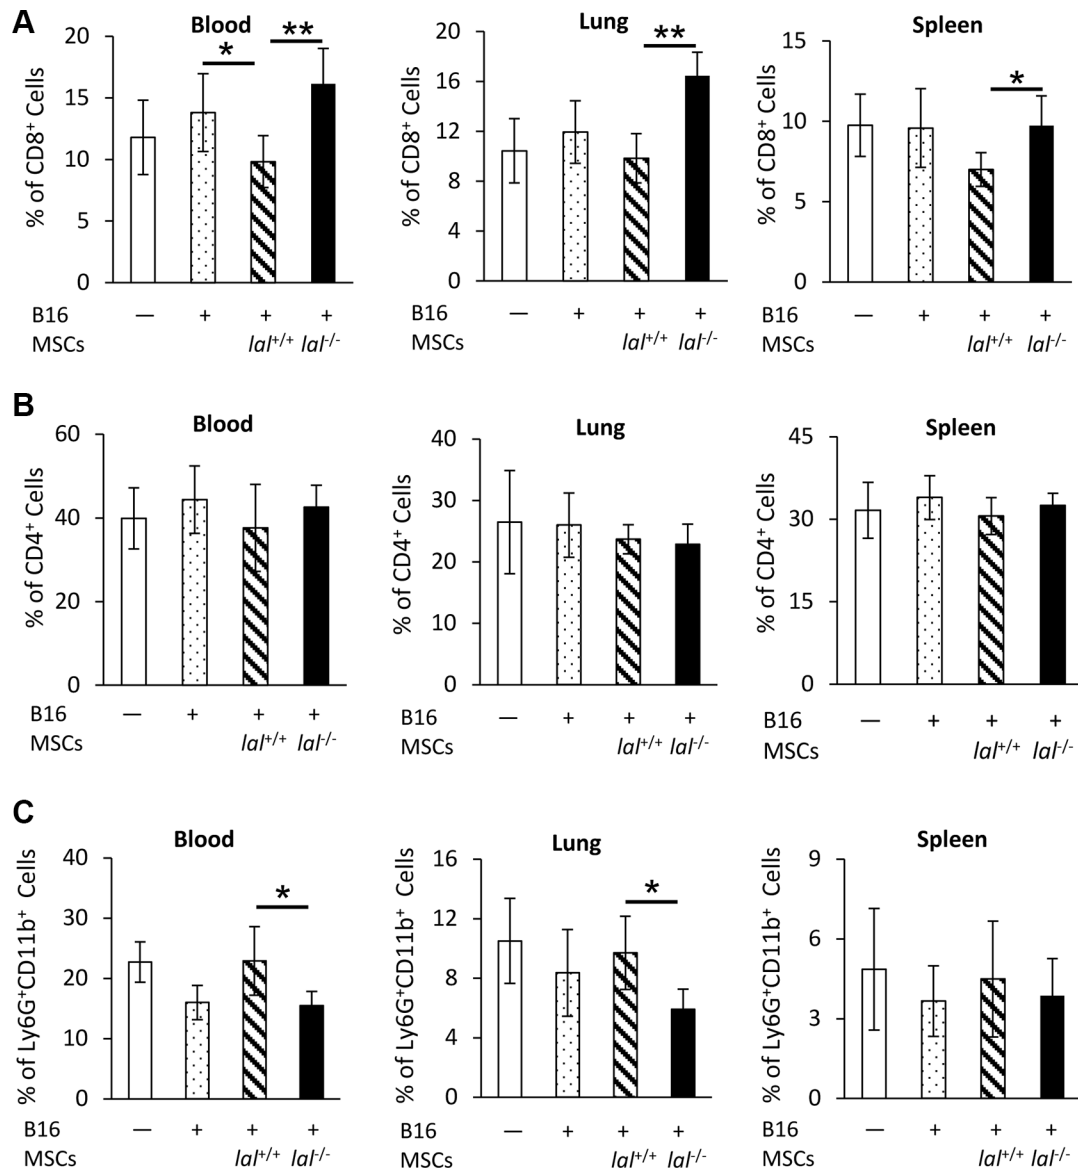 A
Blood
Lung
Spleen
% of CD8⁺ Cells
20
15
10
5
0
*
**
% of CD8⁺ Cells
20
16
12
8
4
0
**
% of CD8⁺ Cells
15
10
5
0
*
B16 — + + +
MSCs lal⁺/⁺ lal⁻/⁻
B16 — + + +
MSCs lal⁺/⁺ lal⁻/⁻
B16 — + + +
MSCs lal⁺/⁺ lal⁻/⁻
B
Blood
Lung
Spleen
% of CD4⁺ Cells
60
40
20
0
% of CD4⁺ Cells
40
30
20
10
0
% of CD4⁺ Cells
45
30
15
0
B16 — + + +
MSCs lal⁺/⁺ lal⁻/⁻
B16 — + + +
MSCs lal⁺/⁺ lal⁻/⁻
B16 — + + +
MSCs lal⁺/⁺ lal⁻/⁻
C
Blood
Lung
Spleen
% of Ly6G⁺CD11b⁺ Cells
40
30
20
10
0
*
% of Ly6G⁺CD11b⁺ Cells
16
12
8
4
0
*
% of Ly6G⁺CD11b⁺ Cells
9
6
3
0
B16 — + + +
MSCs lal⁺/⁺ lal⁻/⁻
B16 — + + +
MSCs lal⁺/⁺ lal⁻/⁻
B16 — + + +
MSCs lal⁺/⁺ lal⁻/⁻